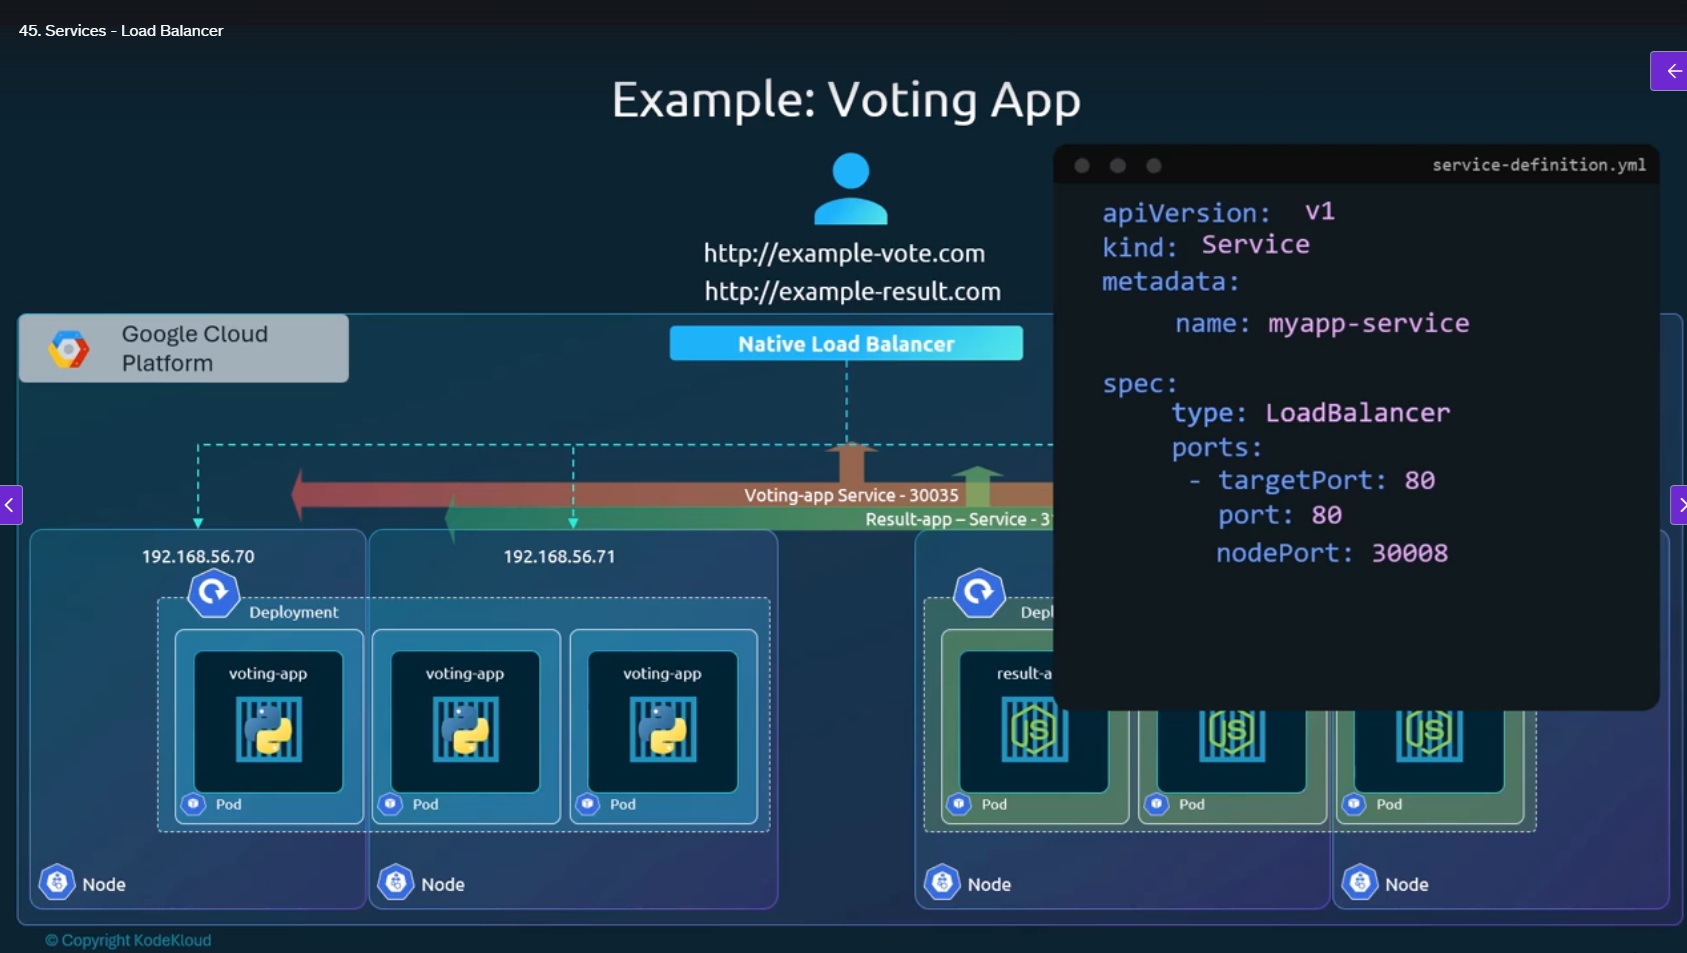 45. Services - Load Balancer
Example: Voting App
http://example-vote.com
http://example-result.com
Google Cloud
Platform
Native Load Balancer
Voting-app Service - 30035
Result-app – Service - 3
192.168.56.70
192.168.56.71
Deployment
voting-app
voting-app
voting-app
Pod
Pod
Pod
Node
Node
Depl
result-a
Pod
Pod
Pod
Node
Node
service-definition.yml
apiVersion: v1
kind: Service
metadata:
name: myapp-service
spec:
type: LoadBalancer
ports:
- targetPort: 80
port: 80
nodePort: 30008
JS
JS
JS
© Copyright KodeKloud